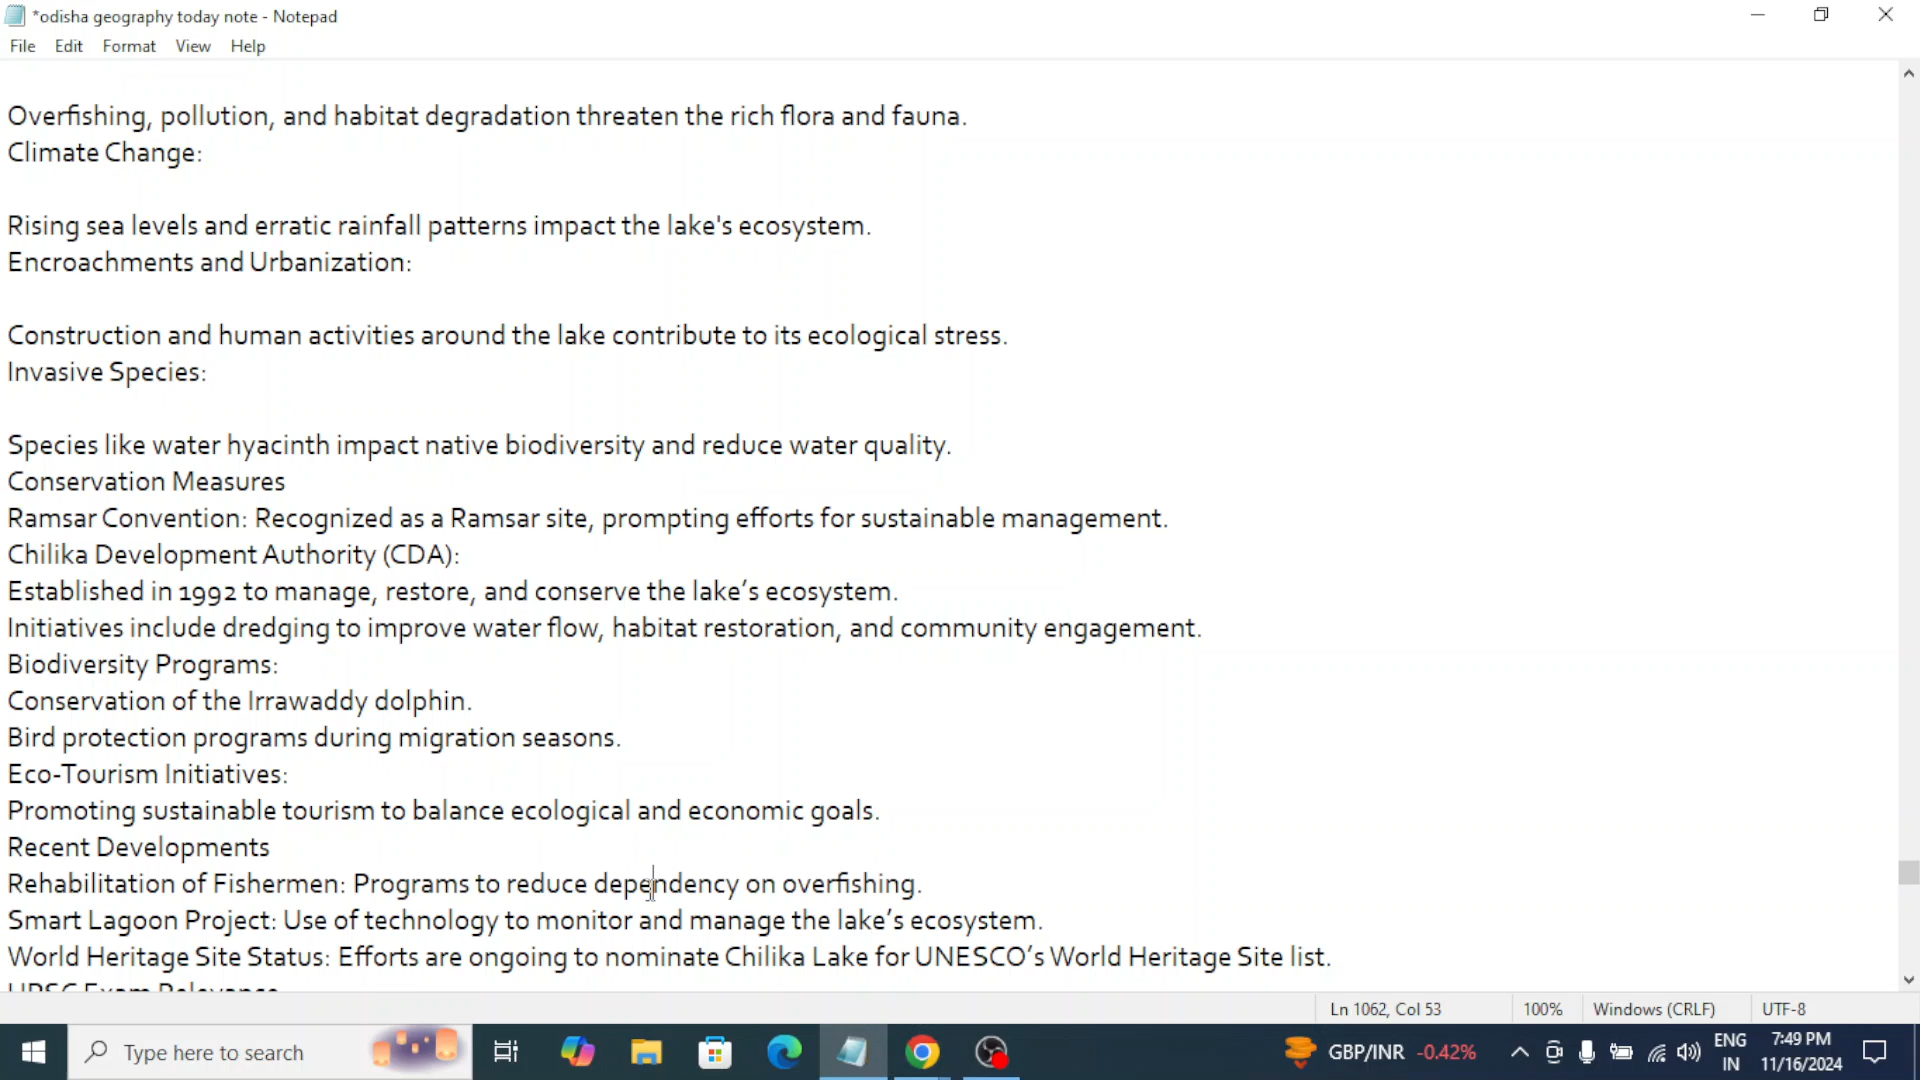 *odisha geography today note - Notepad
File Edit Format View Help
Overfishing, pollution, and habitat degradation threaten the rich flora and fauna.
Climate Change:
Rising sea levels and erratic rainfall patterns impact the lake's ecosystem.
Encroachments and Urbanization:
Construction and human activities around the lake contribute to its ecological stress.
Invasive Species:
Species like water hyacinth impact native biodiversity and reduce water quality.
Conservation Measures
Ramsar Convention: Recognized as a Ramsar site, prompting efforts for sustainable management.
Chilika Development Authority (CDA):
Established in 1992 to manage, restore, and conserve the lake’s ecosystem.
Initiatives include dredging to improve water flow, habitat restoration, and community engagement.
Biodiversity Programs:
Conservation of the Irrawaddy dolphin.
Bird protection programs during migration seasons.
Eco-Tourism Initiatives:
Promoting sustainable tourism to balance ecological and economic goals.
Recent Developments
Rehabilitation of Fishermen: Programs to reduce dependency on overfishing.
Smart Lagoon Project: Use of technology to monitor and manage the lake’s ecosystem.
World Heritage Site Status: Efforts are ongoing to nominate Chilika Lake for UNESCO’s World Heritage Site list.
UPSC Exam Relevance
Ln 1062, Col 53 100% Windows (CRLF) UTF-8
Type here to search GBP/INR -0.42% ENG IN 7:49 PM 11/16/2024